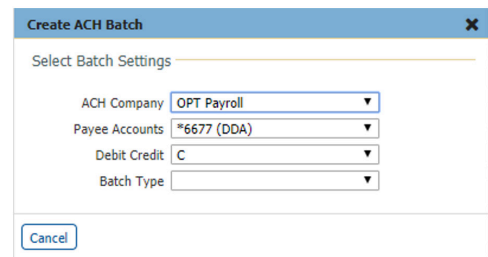 Create ACH Batch
Select Batch Settings
ACH Company OPT Payroll
Payee Accounts *6677 (DDA)
Debit Credit C
Batch Type
Cancel